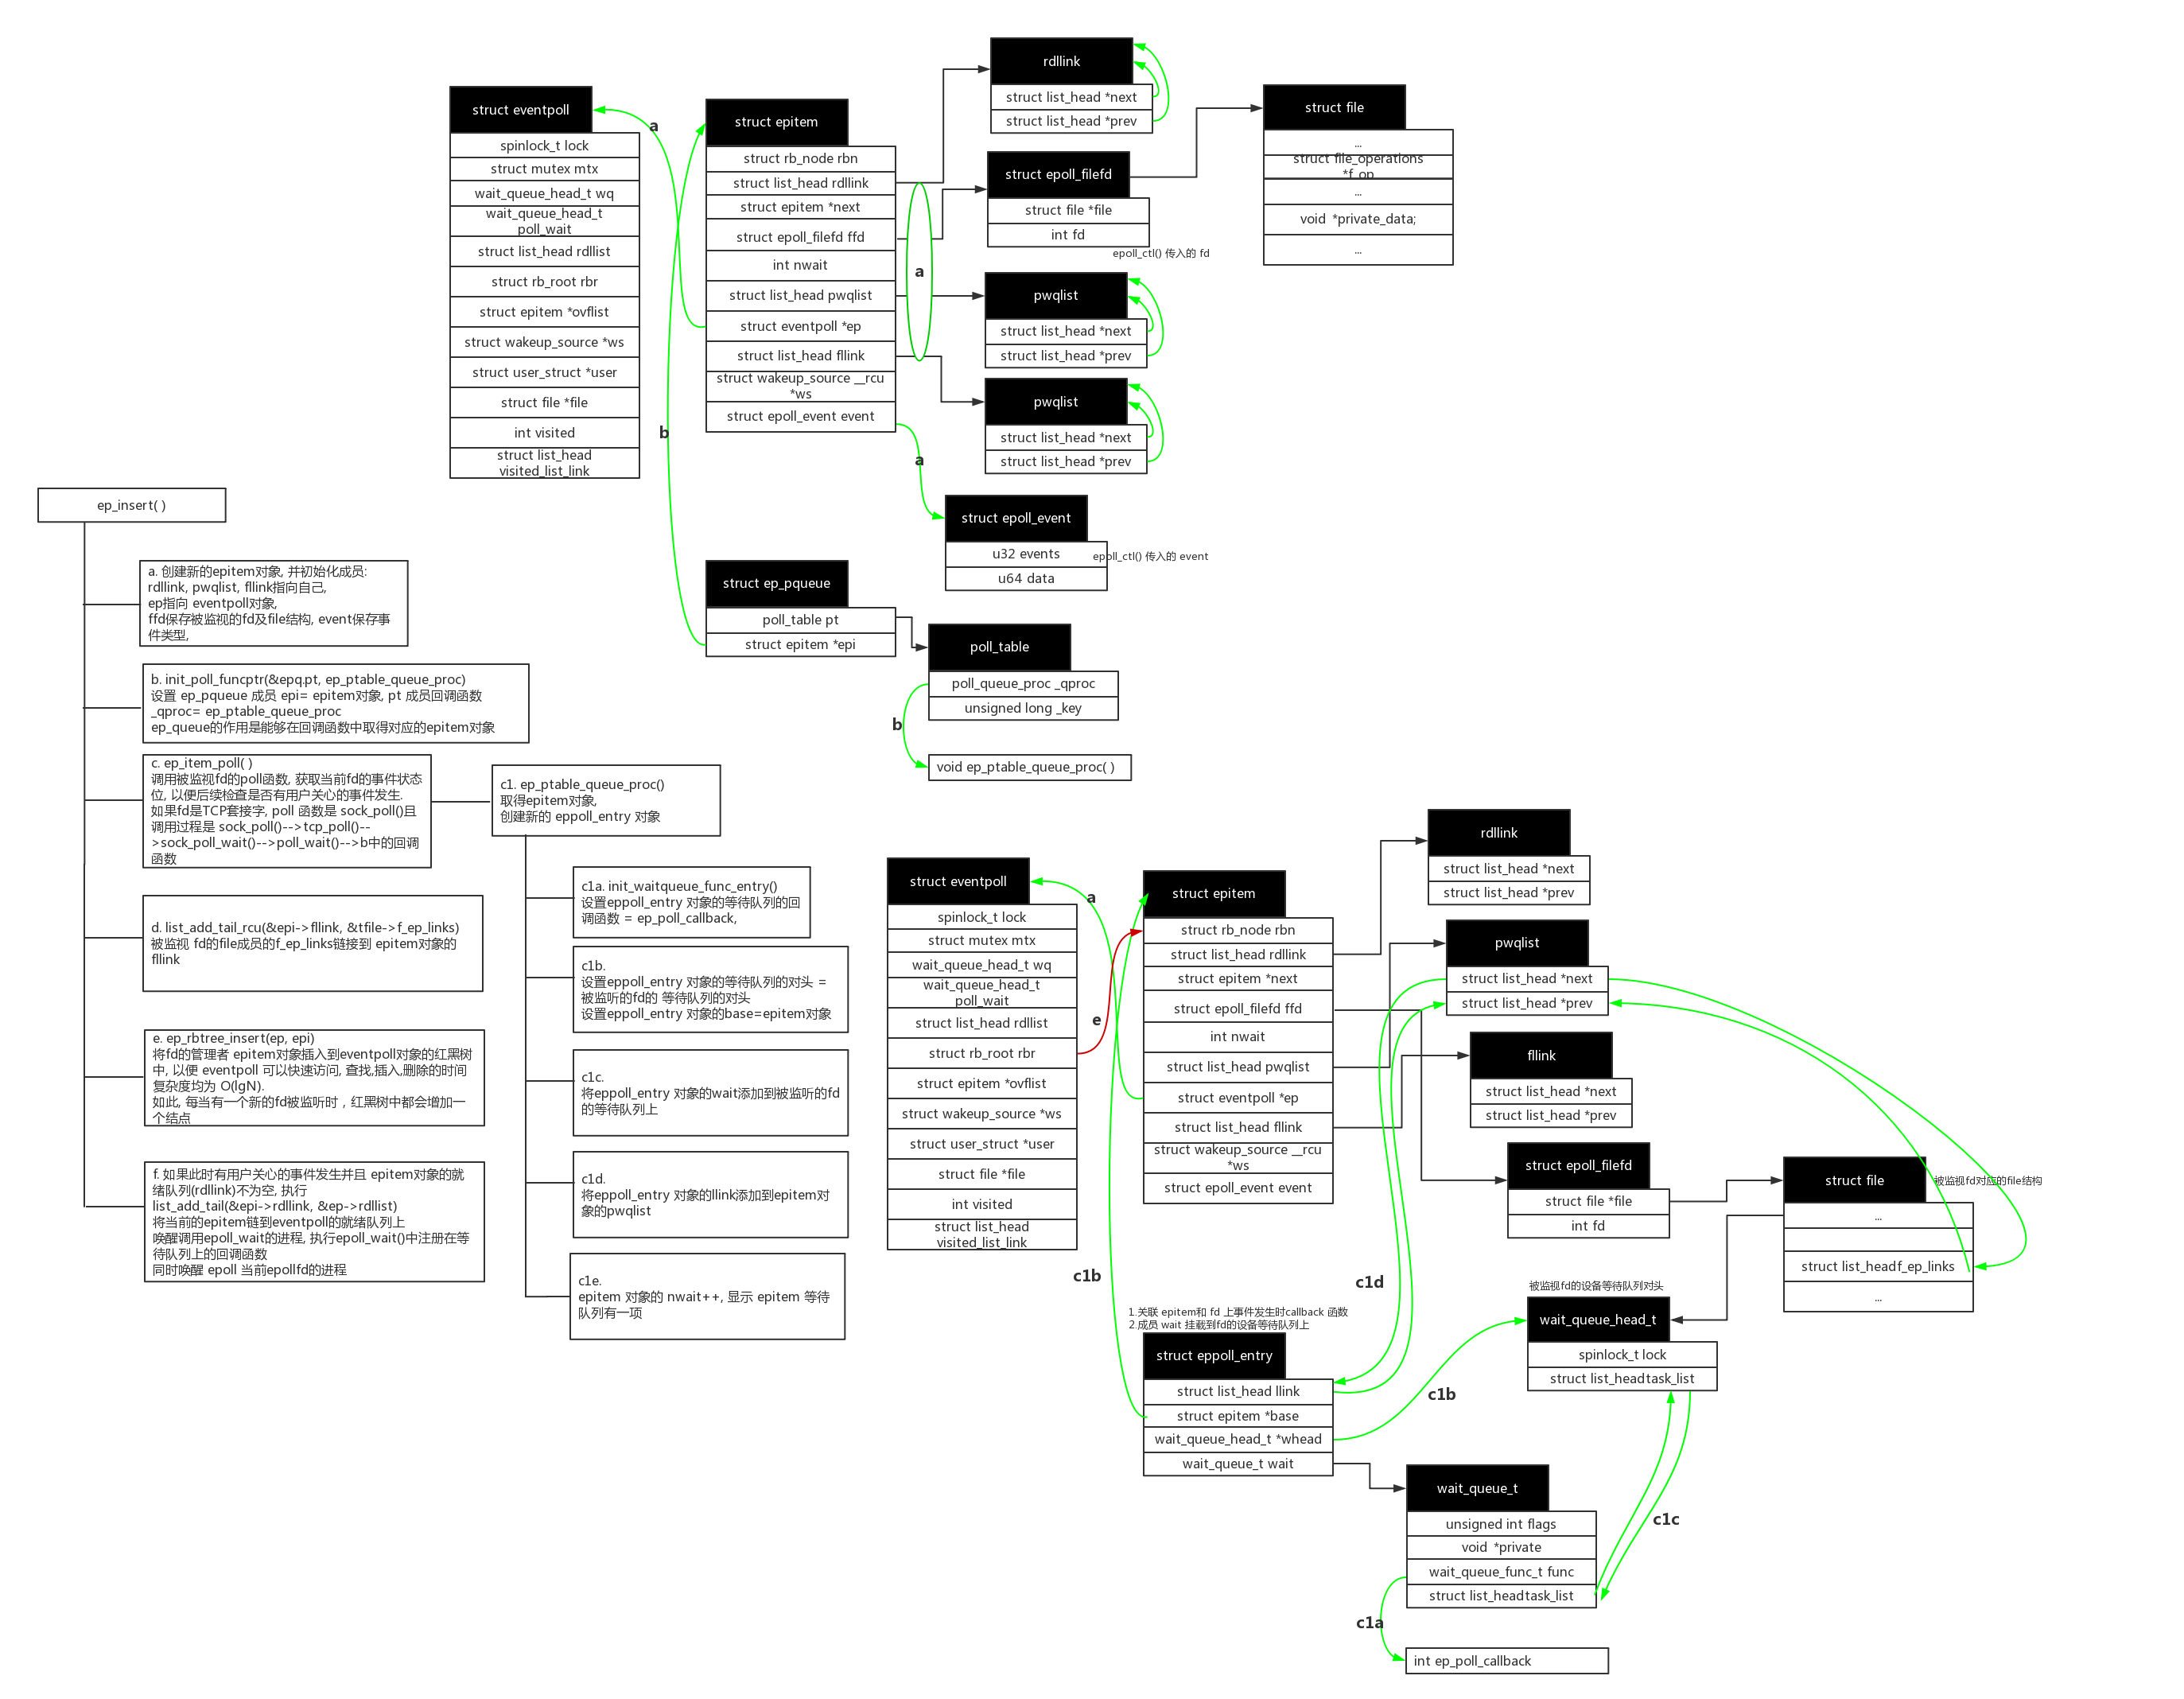 struct eventpoll
spinlock_t lock
struct mutex mtx
wait_queue_head_t wq
wait_queue_head_t
poll_wait
struct list_head rdllist
struct rb_root rbr
struct epitem *ovflist
struct wakeup_source *ws
struct user_struct *user
struct file *file
int visited
struct list_head
visited_list_link
a
b
struct epitem
struct rb_node rbn
struct list_head rdllink
struct epitem *next
struct epoll_filefd ffd
int nwait
struct list_head pwqlist
struct eventpoll *ep
struct list_head fllink
struct wakeup_source __rcu
*ws
struct epoll_event event
a
a
rdllink
struct list_head *next
struct list_head *prev
struct epoll_filefd
struct file *file
int fd
epoll_ctl() 传入的 fd
struct file
...
struct file_operations
*f_op
...
void *private_data;
...
pwqlist
struct list_head *next
struct list_head *prev
pwqlist
struct list_head *next
struct list_head *prev
struct epoll_event
u32 events
epoll_ctl() 传入的 event
u64 data
struct ep_pqueue
poll_table pt
struct epitem *epi
poll_table
poll_queue_proc _qproc
unsigned long _key
b
void ep_ptable_queue_proc( )
ep_insert( )
a. 创建新的epitem对象, 并初始化成员:
rdllink, pwqlist, fllink指向自己,
ep指向 eventpoll对象,
ffd保存被监视的fd及file结构, event保存事
件类型,
b. init_poll_funcptr(&epq.pt, ep_ptable_queue_proc)
设置 ep_pqueue 成员 epi= epitem对象, pt 成员回调函数
_qproc= ep_ptable_queue_proc
ep_queue的作用是能够在回调函数中取得对应的epitem对象
c. ep_item_poll( )
调用被监视fd的poll函数, 获取当前fd的事件状态
位, 以便后续检查是否有用户关心的事件发生.
如果fd是TCP套接字, poll 函数是 sock_poll()且
调用过程是 sock_poll()-->tcp_poll()--
>sock_poll_wait()-->poll_wait()-->b中的回调
函数
d. list_add_tail_rcu(&epi->fllink, &tfile->f_ep_links)
被监视 fd的file成员的f_ep_links链接到 epitem对象的
fllink
e. ep_rbtree_insert(ep, epi)
将fd的管理者 epitem对象插入到eventpoll对象的红黑树
中, 以便 eventpoll 可以快速访问, 查找,插入,删除的时间
复杂度均为 O(lgN).
如此, 每当有一个新的fd被监听时，红黑树中都会增加一
个结点
f. 如果此时有用户关心的事件发生并且 epitem对象的就
绪队列(rdllink)不为空, 执行
list_add_tail(&epi->rdllink, &ep->rdllist)
将当前的epitem链到eventpoll的就绪队列上
唤醒调用epoll_wait的进程, 执行epoll_wait()中注册在等
待队列上的回调函数
同时唤醒 epoll 当前epollfd的进程
c1. ep_ptable_queue_proc()
取得epitem对象,
创建新的 eppoll_entry 对象
c1a. init_waitqueue_func_entry()
设置eppoll_entry 对象的等待队列的回
调函数 = ep_poll_callback,
c1b.
设置eppoll_entry 对象的等待队列的对头 =
被监听的fd的 等待队列的对头
设置eppoll_entry 对象的base=epitem对象
c1c.
将eppoll_entry 对象的wait添加到被监听的fd
的等待队列上
c1d.
将eppoll_entry 对象的llink添加到epitem对
象的pwqlist
c1e.
epitem 对象的 nwait++, 显示 epitem 等待
队列有一项
struct eventpoll
spinlock_t lock
struct mutex mtx
wait_queue_head_t wq
wait_queue_head_t
poll_wait
struct list_head rdllist
struct rb_root rbr
struct epitem *ovflist
struct wakeup_source *ws
struct user_struct *user
struct file *file
int visited
struct list_head
visited_list_link
a
e
c1b
struct epitem
struct rb_node rbn
struct list_head rdllink
struct epitem *next
struct epoll_filefd ffd
int nwait
struct list_head pwqlist
struct eventpoll *ep
struct list_head fllink
struct wakeup_source __rcu
*ws
struct epoll_event event
rdllink
struct list_head *next
struct list_head *prev
pwqlist
struct list_head *next
struct list_head *prev
fllink
struct list_head *next
struct list_head *prev
struct epoll_filefd
struct file *file
int fd
struct file
被监视fd对应的file结构
...
struct list_headf_ep_links
...
c1d
被监视fd的设备等待队列对头
wait_queue_head_t
spinlock_t lock
struct list_headtask_list
1.关联 epitem和 fd 上事件发生时callback 函数
2.成员 wait 挂载到fd的设备等待队列上
struct eppoll_entry
struct list_head llink
struct epitem *base
wait_queue_head_t *whead
wait_queue_t wait
c1b
wait_queue_t
unsigned int flags
void *private
wait_queue_func_t func
struct list_headtask_list
c1c
c1a
int ep_poll_callback